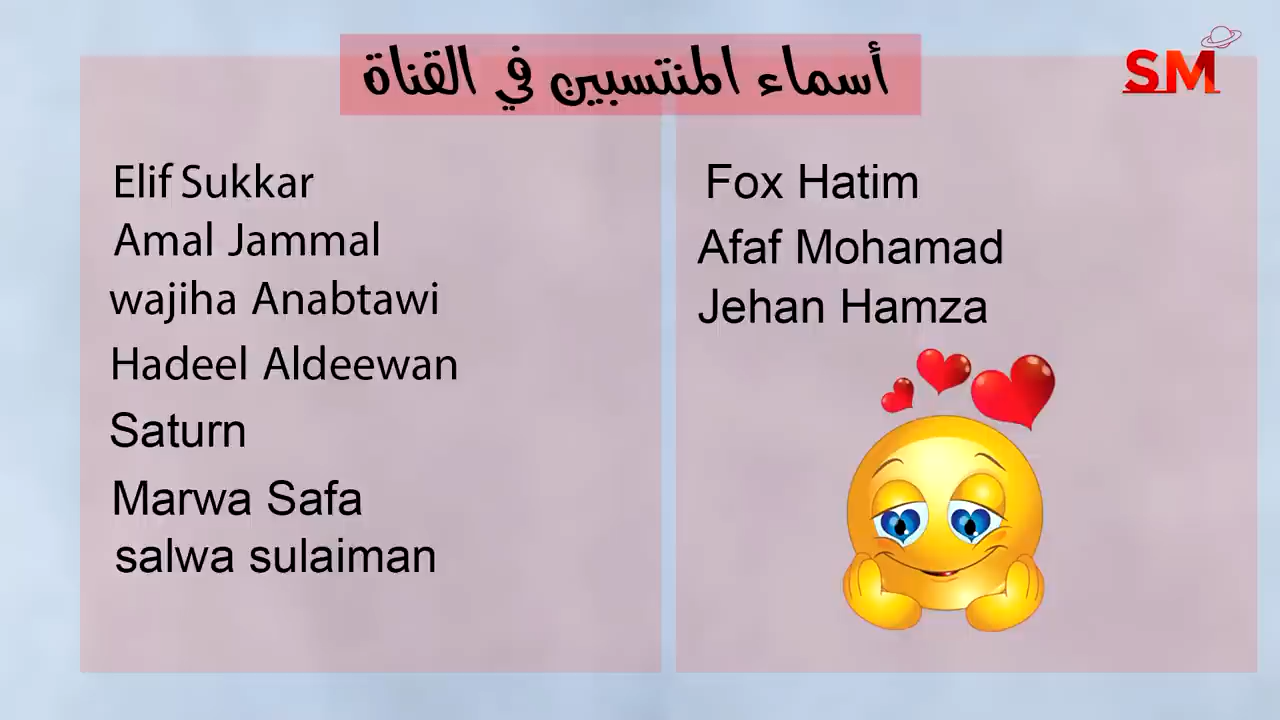 أسماء المنتسبين في القناة
SM
Elif Sukkar
Amal Jammal
wajiha Anabtawi
Hadeel Aldeewan
Saturn
Marwa Safa
salwa sulaiman
Fox Hatim
Afaf Mohamad
Jehan Hamza